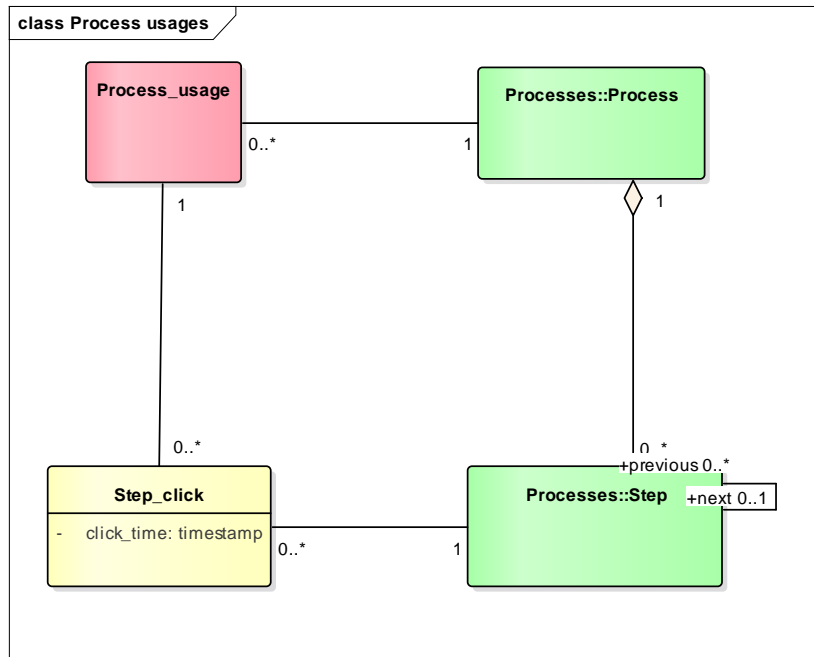 class Process usages
Process_usage
Processes::Process
0..*
1
1
1
0..*
0..*
+previous 0..*
Step_click
Processes::Step
+next 0..1
- click_time: timestamp
0..*
1